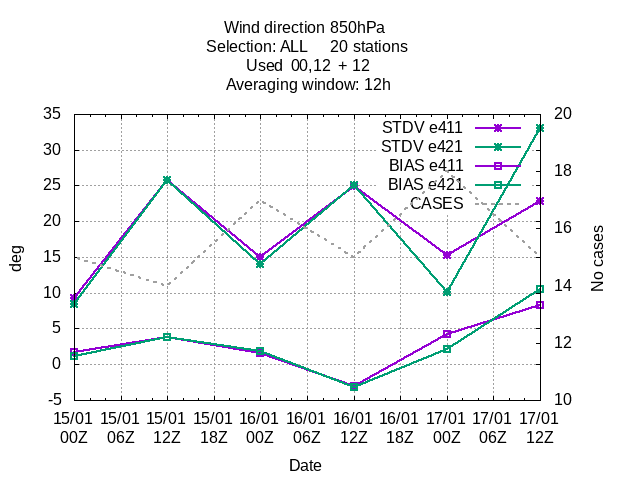 Wind direction 850hPa
Selection: ALL 20 stations
Used 00,12 + 12
Averaging window: 12h
35 20
STDV e411
STDV e421
30
BIAS e411
18
BIAS e421
25
CASES
20
16
deg
15
No cases
10 14
5
12
0
-5 10
15/01 15/01 15/01 15/01 16/01 16/01 16/01 16/01 17/01 17/01 17/01
00Z 06Z 12Z 18Z 00Z 06Z 12Z 18Z 00Z 06Z 12Z
Date